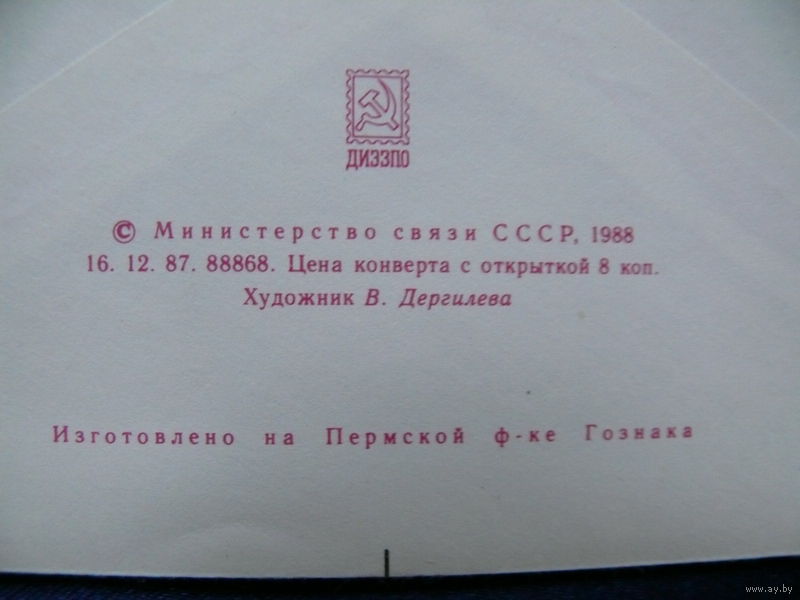 ДИЭЗПО
© Министерство связи СССР, 1988
16. 12. 87. 88868. Цена конверта с открыткой 8 коп.
Художник В. Дергилева
Изготовлено на Пермской ф-ке Гознака
www.ay.by